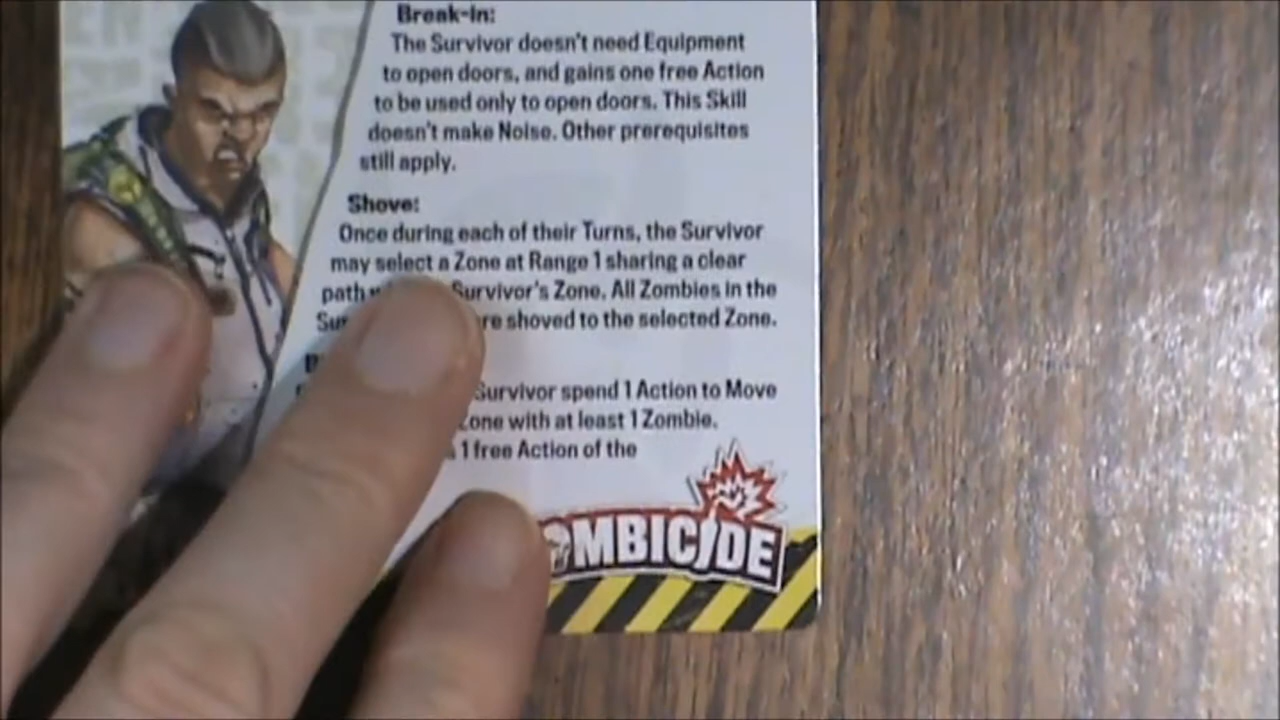 Break-in:
The Survivor doesn't need Equipment
to open doors, and gains one free Action
to be used only to open doors. This Skill
doesn't make Noise. Other prerequisites
still apply.
Shove:
Once during each of their Turns, the Survivor
may select a Zone at Range 1 sharing a clear
path Survivor's Zone. All Zombies in the
shoved to the selected Zone.
Survivor spend 1 Action to Move
with at least 1 Zombie.
1 free Action of the
OMBICIDE